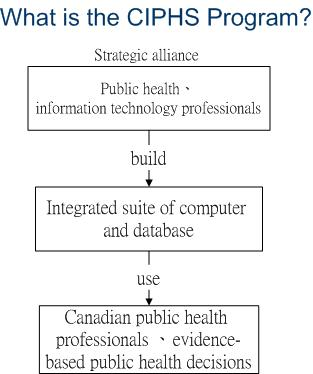 What is the CIPHS Program?
Strategic alliance
Public health、
information technology professionals
build
Integrated suite of computer
and database
use
Canadian public health
professionals 、evidence-
based public health decisions